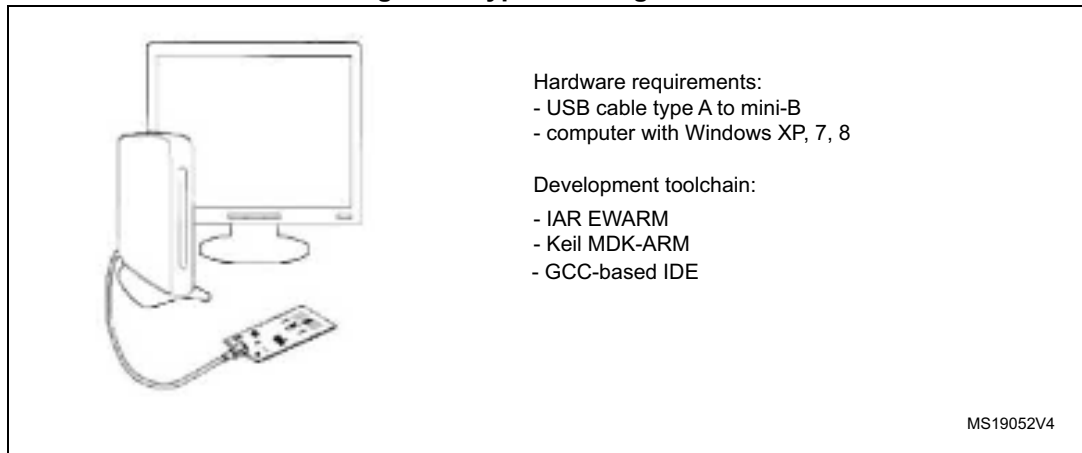 Hardware requirements:
- USB cable type A to mini-B
- computer with Windows XP, 7, 8
Development toolchain:
- IAR EWARM
- Keil MDK-ARM
- GCC-based IDE
MS19052V4